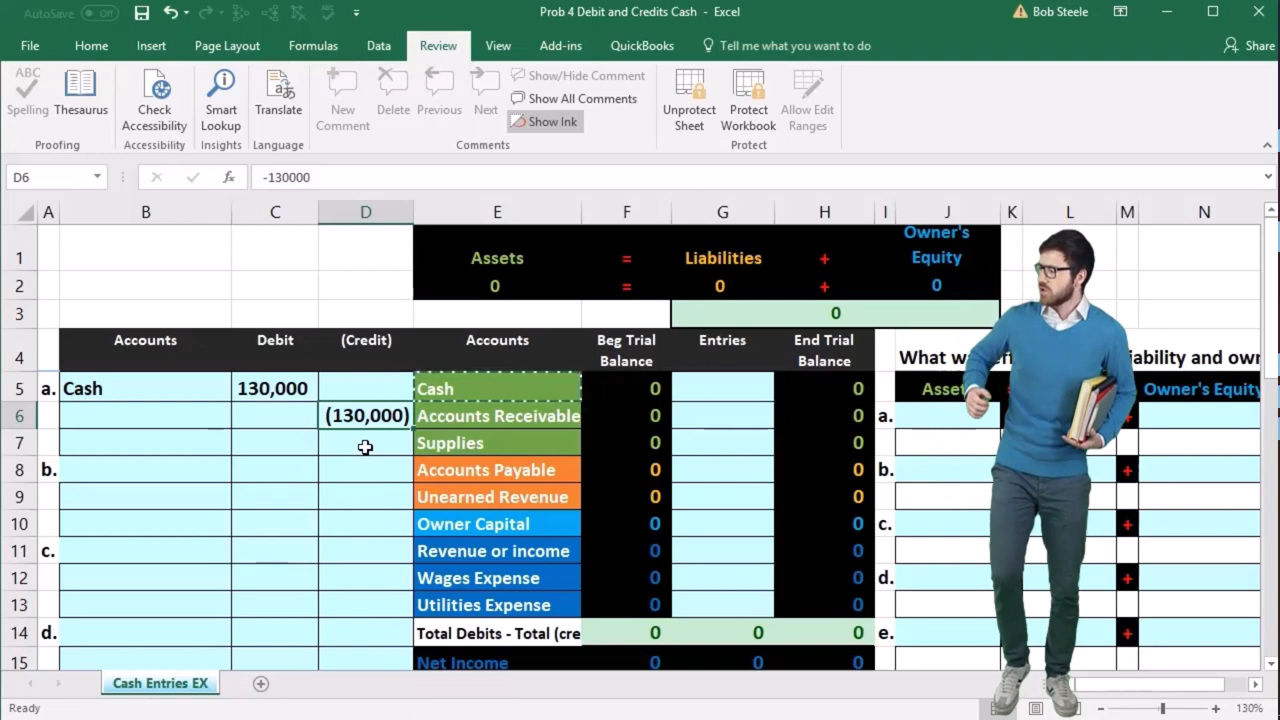 AutoSave Off
Prob 4 Debit and Credits Cash - Excel
Bob Steele
File Home Insert Page Layout Formulas Data Review View Add-ins QuickBooks Tell me what you want to do Share
ABC
Spelling Thesaurus
Check Accessibility
Smart Lookup
Translate
New Comment
Delete Previous Next
Show/Hide Comment
Show All Comments
Show Ink
Unprotect Sheet
Protect Workbook
Allow Edit Ranges
Proofing Accessibility Insights Language Comments Protect
D6 fx -130000
A B C D E F G H I J K L M N
1 Assets = Liabilities + Owner's Equity
2 0 = 0 + 0
3 0
4 Accounts Debit (Credit) Accounts Beg Trial Balance Entries End Trial Balance What w
5 a. Cash 130,000 Cash 0 0 Asset Owner's Equity
6 (130,000) Accounts Receivable 0 0 a. +
7 Supplies 0 0
8 b. Accounts Payable 0 0 b. +
9 Unearned Revenue 0 0
10 Owner Capital 0 0 c. +
11 c. Revenue or income 0 0
12 Wages Expense 0 0 d. +
13 Utilities Expense 0 0
14 d. Total Debits - Total (cre 0 0 0 e. +
15 Net Income 0 0 0
Cash Entries EX
Ready 130%